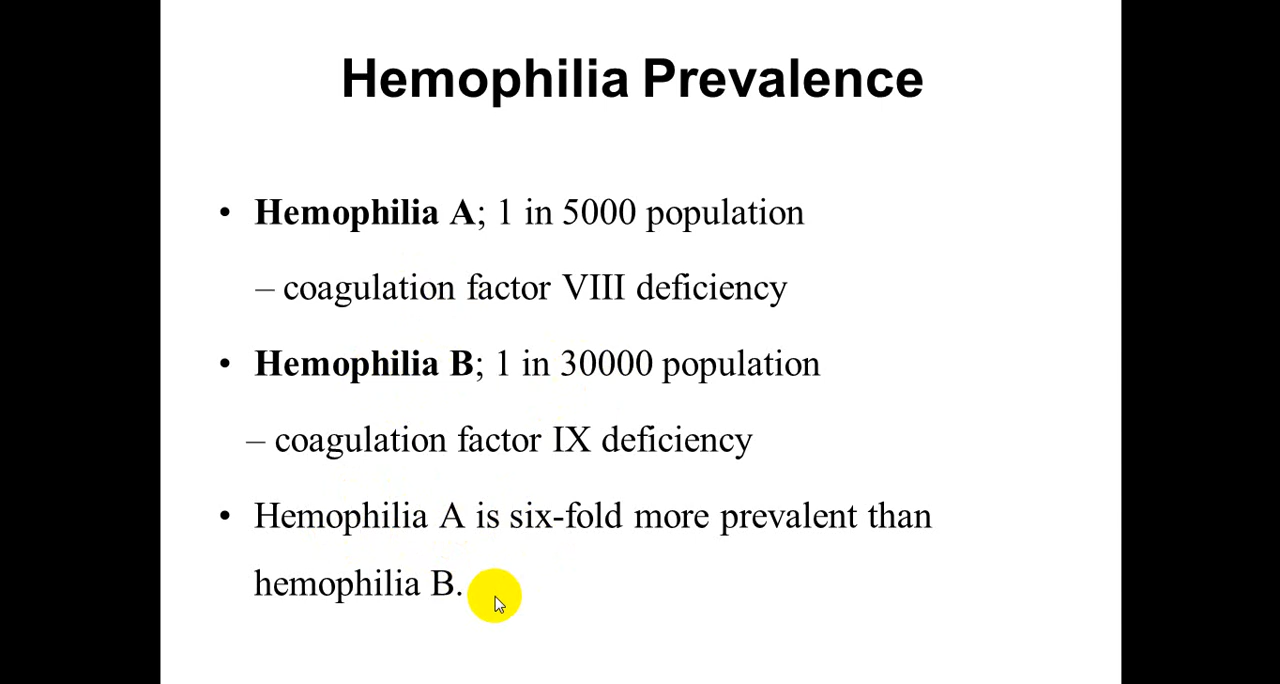 Hemophilia Prevalence
• Hemophilia A; 1 in 5000 population
– coagulation factor VIII deficiency
• Hemophilia B; 1 in 30000 population
– coagulation factor IX deficiency
• Hemophilia A is six-fold more prevalent than
hemophilia B.